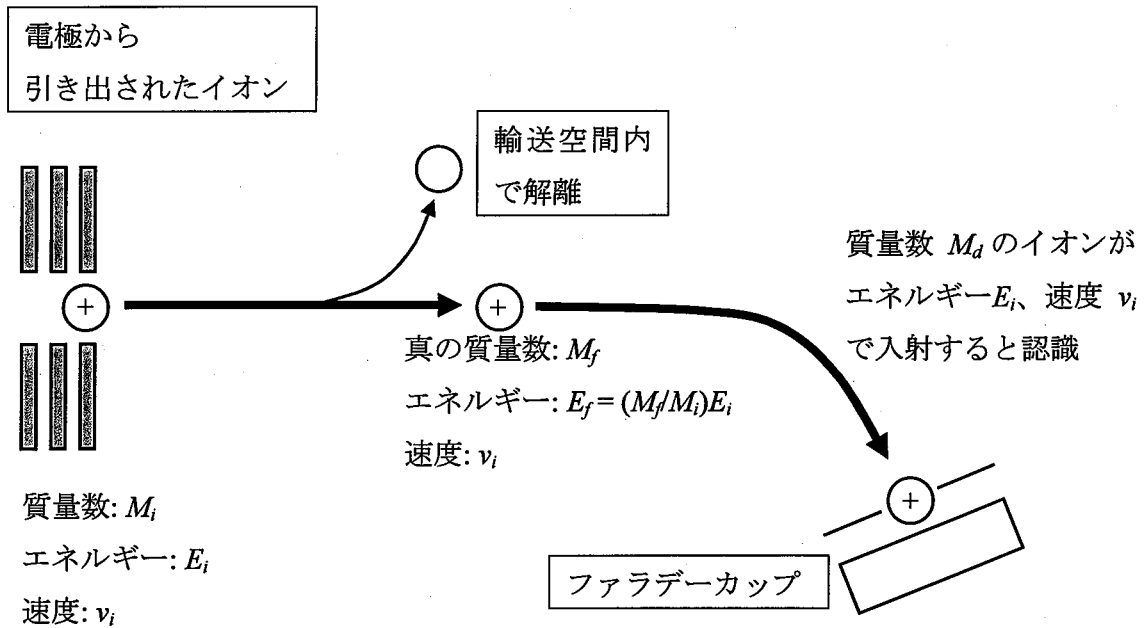 電極から
引き出されたイオン
輸送空間内
で解離
質量数 M_dのイオンが
エネルギーE_i、速度 v_i
で入射すると認識
+
+
真の質量数: M_f
エネルギー: E_f = (M_f/M_i)E_i
速度: v_i
+
質量数: M_i
エネルギー: E_i
速度: v_i
ファラデーカップ